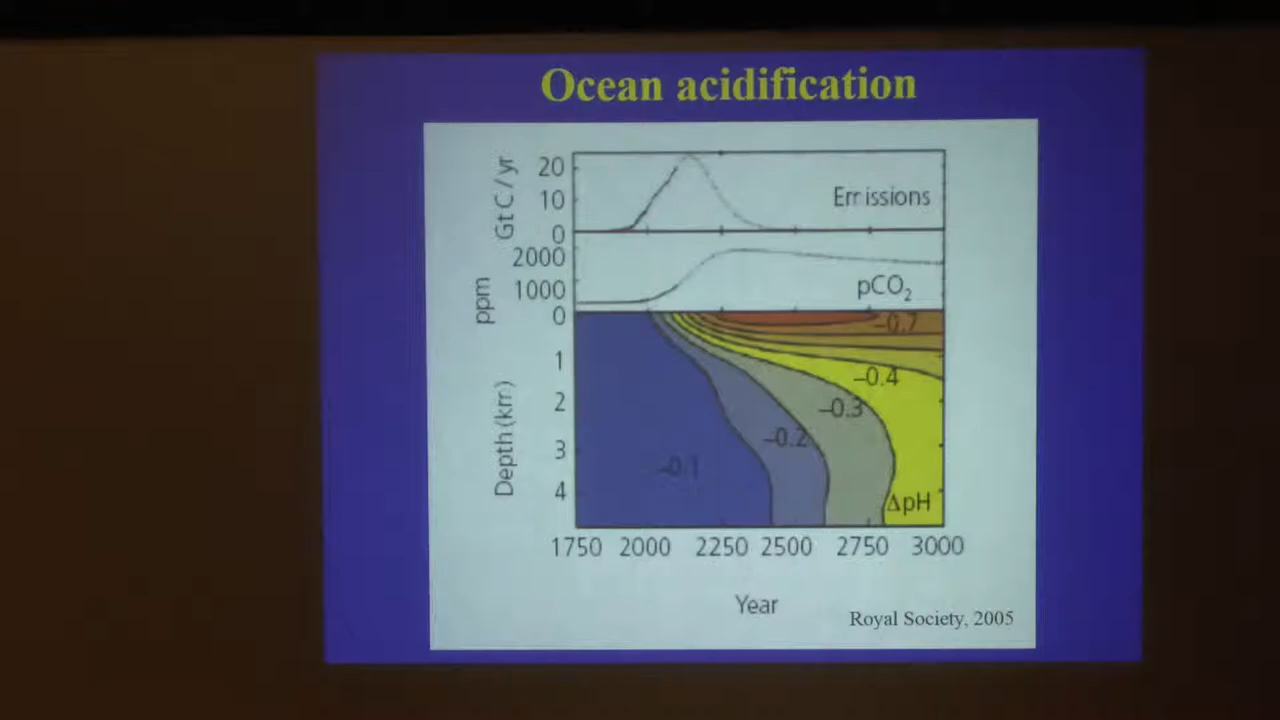 Ocean acidification
Gt C / yr
20
10
0
Emissions
ppm
2000
1000
0
pCO₂
Depth (km)
1
2
3
4
–0.7
–0.4
–0.3
–0.2
–0.1
ΔpH
1750 2000 2250 2500 2750 3000
Year
Royal Society, 2005